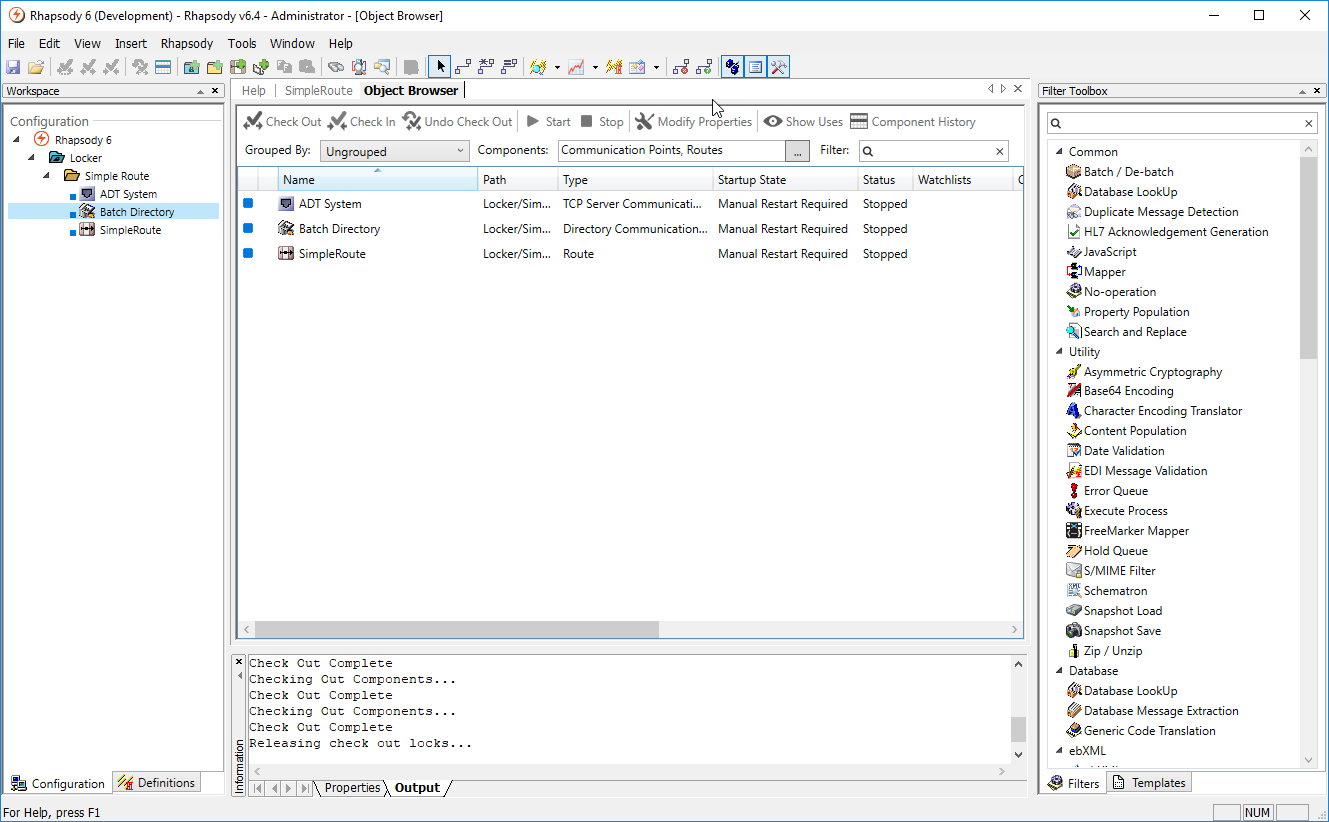 Rhapsody 6 (Development) - Rhapsody v6.4 - Administrator - [Object Browser]
File Edit View Insert Rhapsody Tools Window Help
Workspace
Configuration
Rhapsody 6
Locker
Simple Route
ADT System
Batch Directory
SimpleRoute
Configuration Definitions
Help SimpleRoute Object Browser
Check Out Check In Undo Check Out Start Stop Modify Properties Show Uses Component History
Grouped By: Ungrouped Components: Communication Points, Routes ... Filter:
Name Path Type Startup State Status Watchlists
ADT System Locker/Sim... TCP Server Communicati... Manual Restart Required Stopped
Batch Directory Locker/Sim... Directory Communication... Manual Restart Required Stopped
SimpleRoute Locker/Sim... Route Manual Restart Required Stopped
Information
Check Out Complete
Checking Out Components...
Check Out Complete
Checking Out Components...
Check Out Complete
Releasing check out locks...
Properties Output
Filter Toolbox
Common
Batch / De-batch
Database LookUp
Duplicate Message Detection
HL7 Acknowledgement Generation
JavaScript
Mapper
No-operation
Property Population
Search and Replace
Utility
Asymmetric Cryptography
Base64 Encoding
Character Encoding Translator
Content Population
Date Validation
EDI Message Validation
Error Queue
Execute Process
FreeMarker Mapper
Hold Queue
S/MIME Filter
Schematron
Snapshot Load
Snapshot Save
Zip / Unzip
Database
Database LookUp
Database Message Extraction
Generic Code Translation
ebXML
Filters Templates
For Help, press F1
NUM